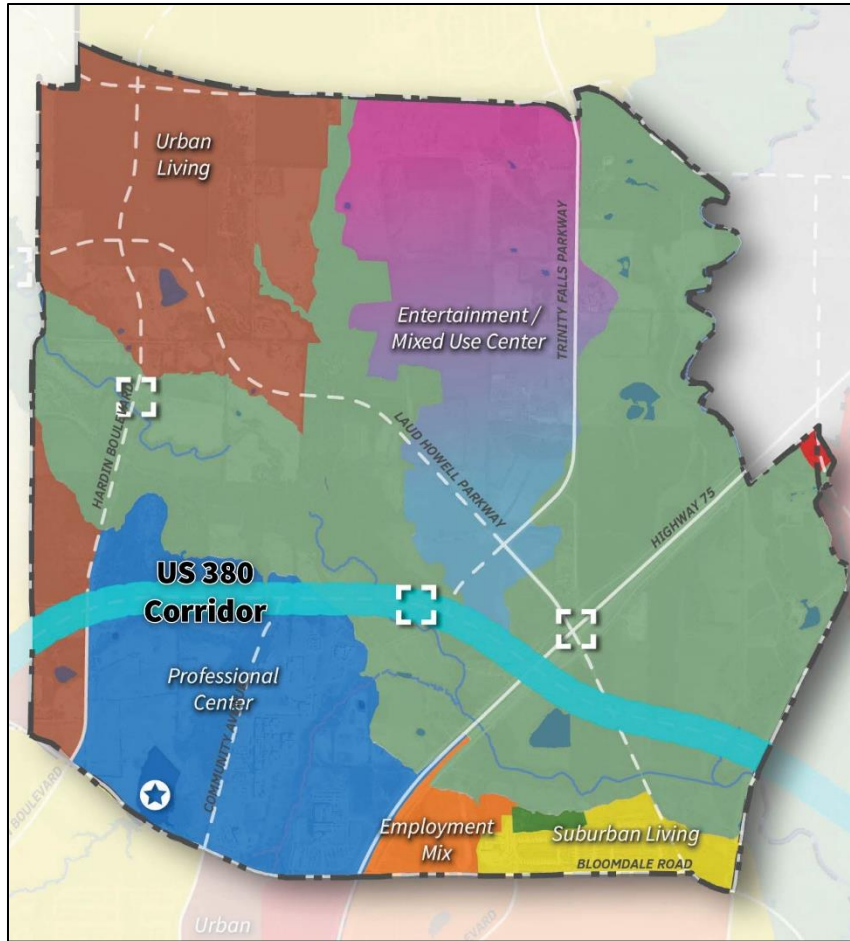 Urban
Living
Entertainment /
Mixed Use Center
TRINITY FALLS PARKWAY
HARDIN BOULEVARD
LAUD HOWELL PARKWAY
HIGHWAY 75
US 380
Corridor
Professional
Center
COMMUNITY AVENUE
Employment
Mix
Suburban Living
BLOOMDALE ROAD
BOULEVARD
Urban